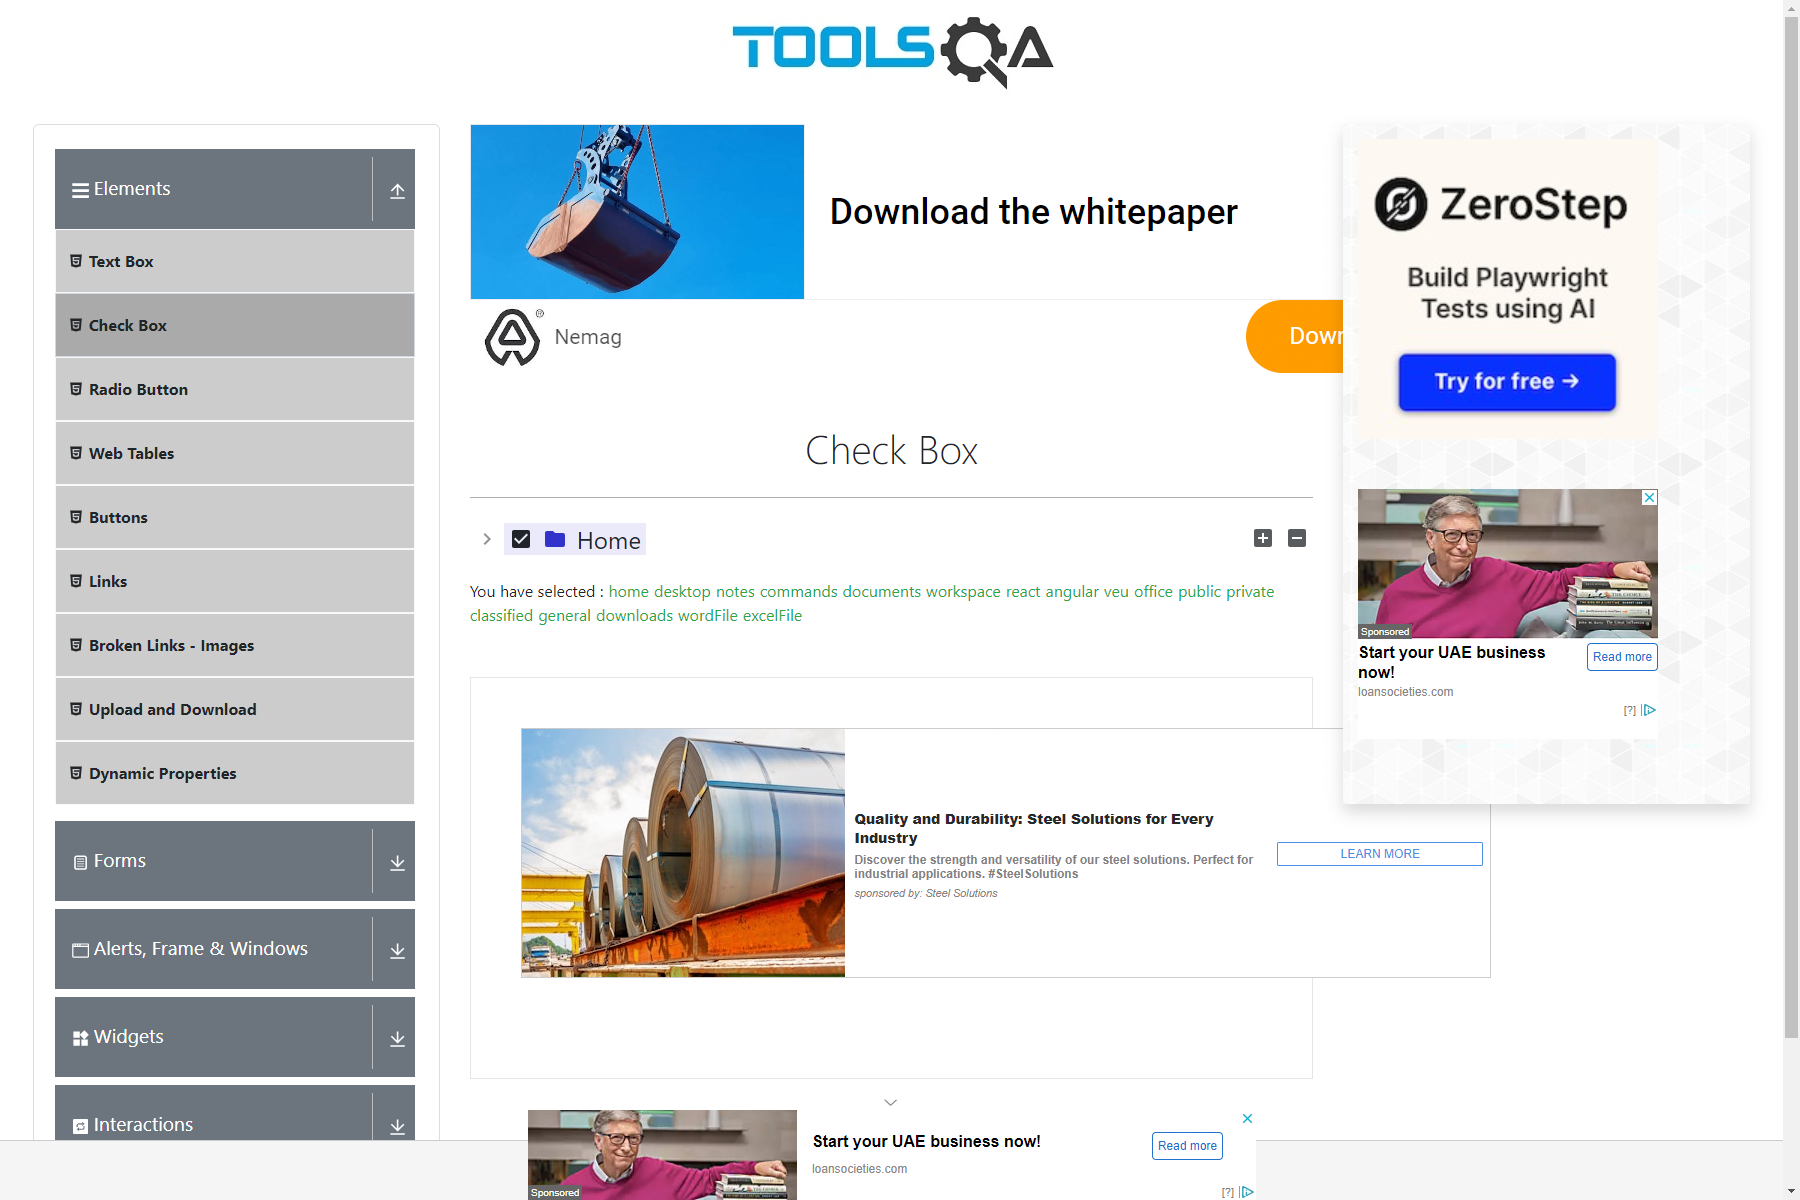 TOOLSQA
Elements
Text Box
Check Box
Radio Button
Web Tables
Buttons
Links
Broken Links - Images
Upload and Download
Dynamic Properties
Forms
Alerts, Frame & Windows
Widgets
Interactions
Download the whitepaper
Nemag
Down
Check Box
Home
You have selected : home desktop notes commands documents workspace react angular veu office public private
classified general downloads wordFile excelFile
Quality and Durability: Steel Solutions for Every
Industry
Discover the strength and versatility of our steel solutions. Perfect for
industrial applications. #SteelSolutions
sponsored by: Steel Solutions
LEARN MORE
ZeroStep
Build Playwright
Tests using AI
Try for free →
Sponsored
Start your UAE business
now!
Read more
loansocieties.com
[?]
Start your UAE business now!
loansocieties.com
Read more
Sponsored
[?]